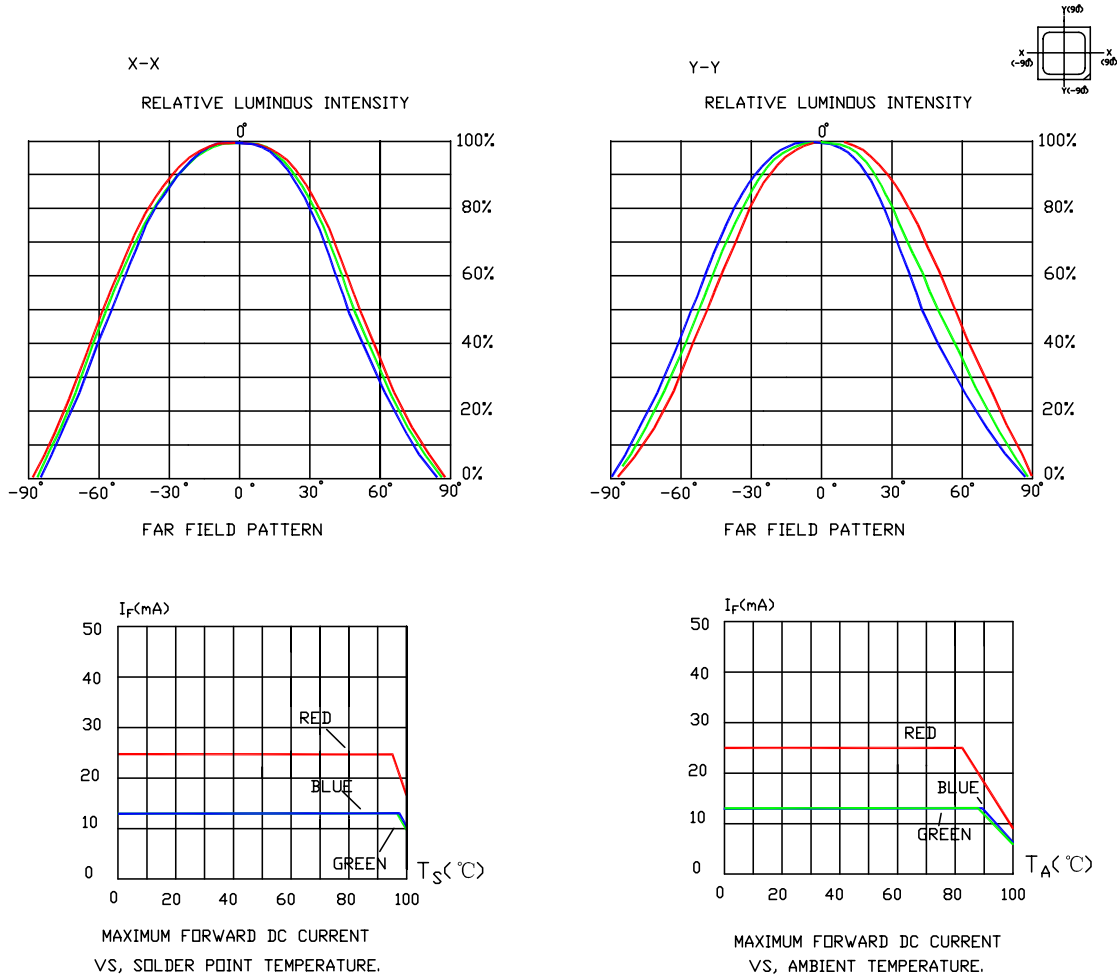 Y(90°)
X
(-90°)
X
(90°)
Y(-90°)
X-X
Y-Y
RELATIVE LUMINOUS INTENSITY
RELATIVE LUMINOUS INTENSITY
0°
0°
100%
80%
60%
40%
20%
0%
100%
80%
60%
40%
20%
0%
-90° -60° -30° 0° 30° 60° 90°
-90° -60° -30° 0° 30° 60° 90°
FAR FIELD PATTERN
FAR FIELD PATTERN
IF(mA)
50
40
30
20
10
0
RED
BLUE
GREEN
TS(℃)
0 20 40 60 80 100
MAXIMUM FORWARD DC CURRENT
VS, SOLDER POINT TEMPERATURE.
IF(mA)
50
40
30
20
10
0
RED
BLUE
GREEN
TA(℃)
0 20 40 60 80 100
MAXIMUM FORWARD DC CURRENT
VS, AMBIENT TEMPERATURE.